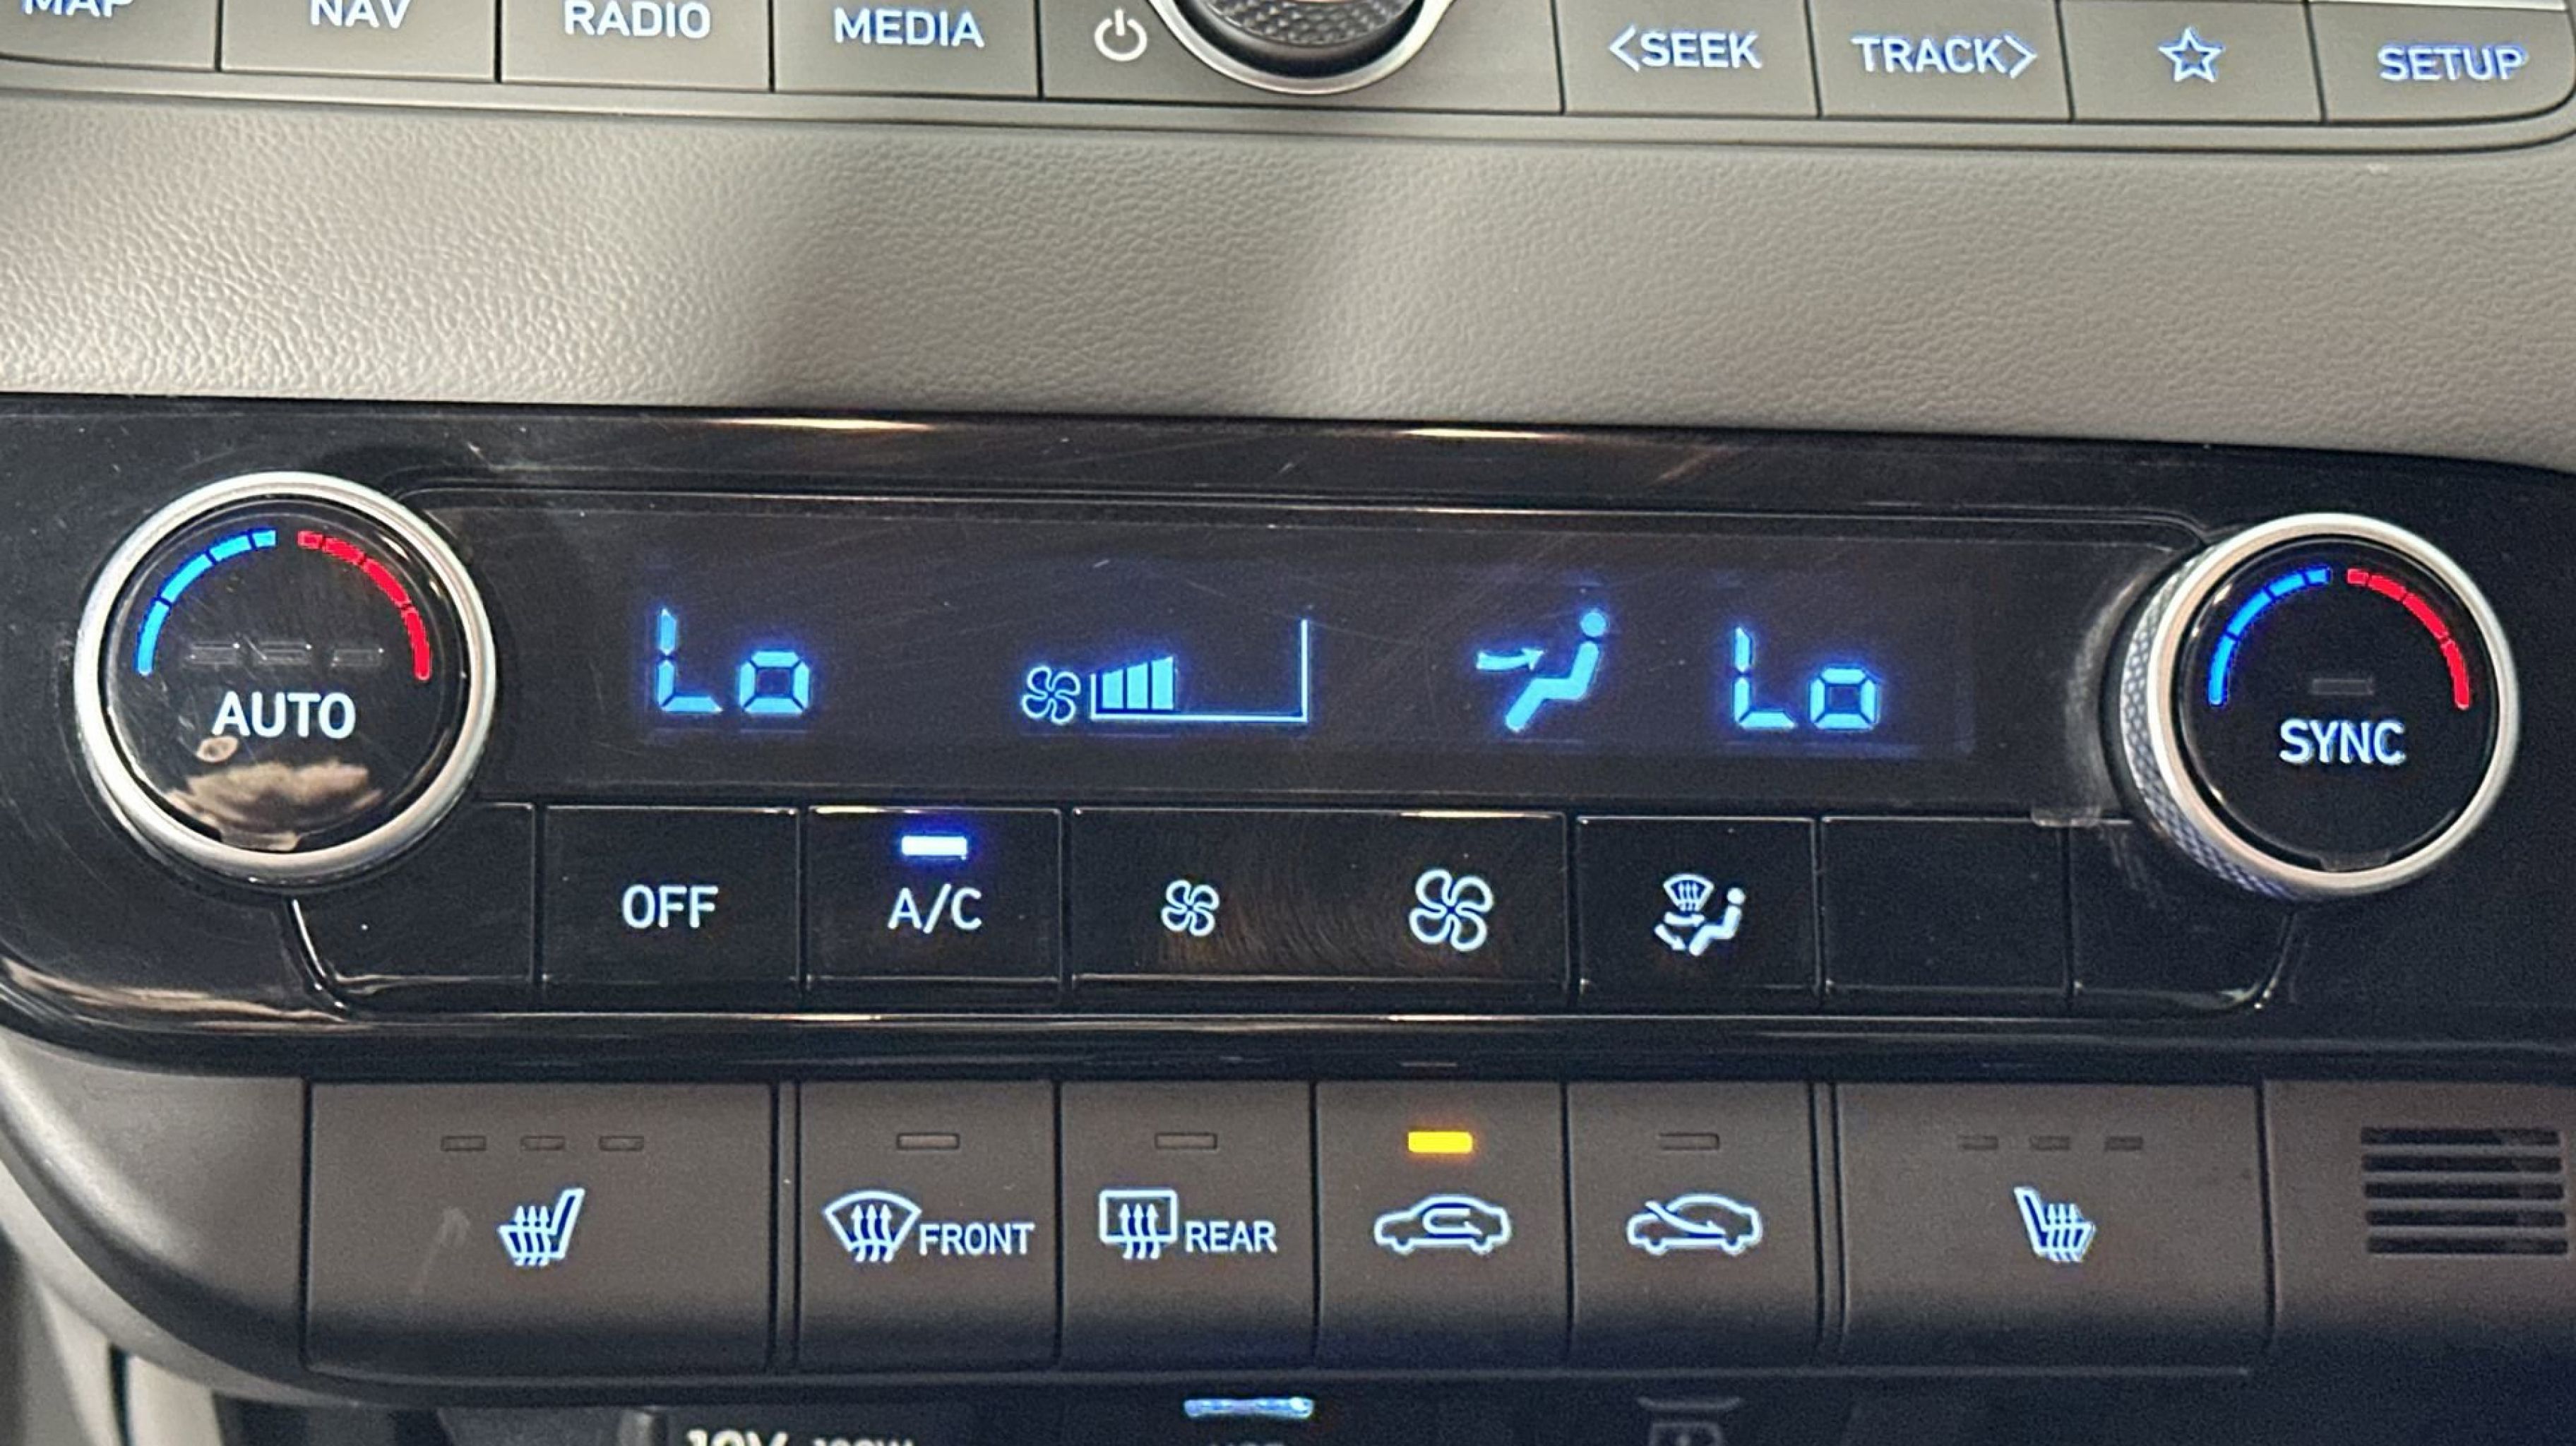 MAP NAV RADIO MEDIA <SEEK TRACK> SETUP
AUTO Lo Lo SYNC
OFF A/C
FRONT REAR